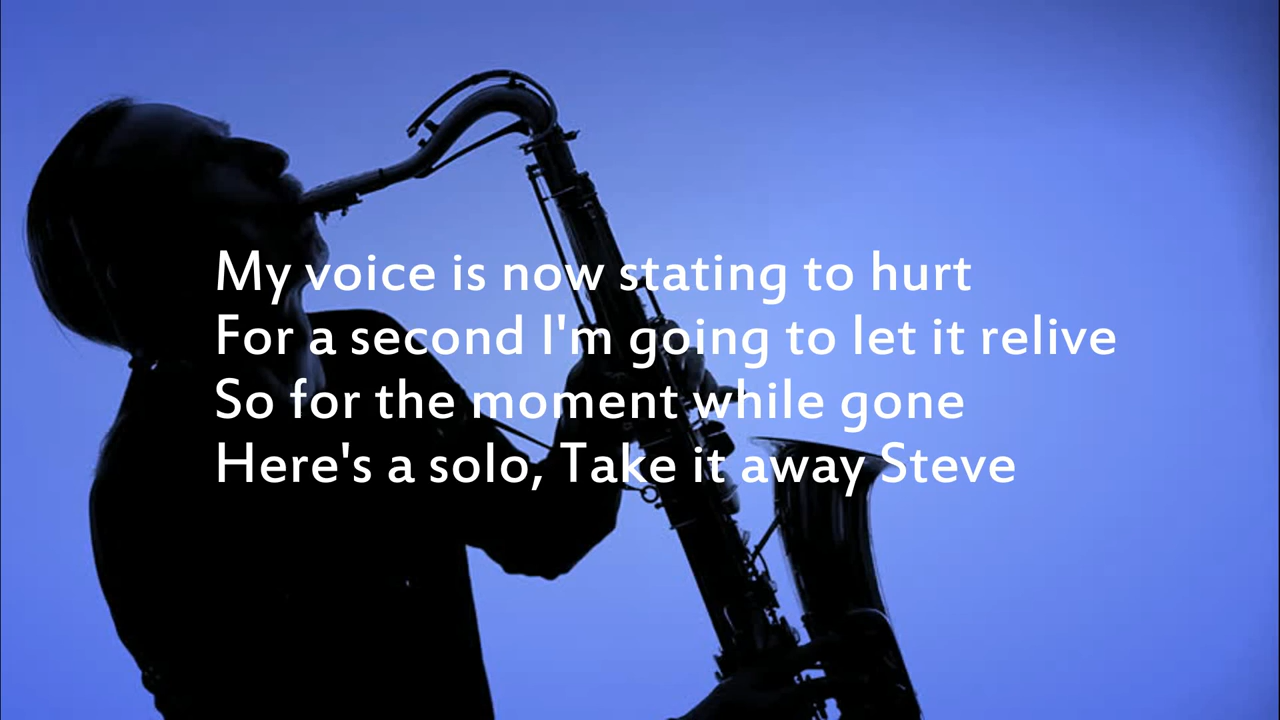 My voice is now stating to hurt
For a second I'm going to let it relive
So for the moment while gone
Here's a solo, Take it away Steve